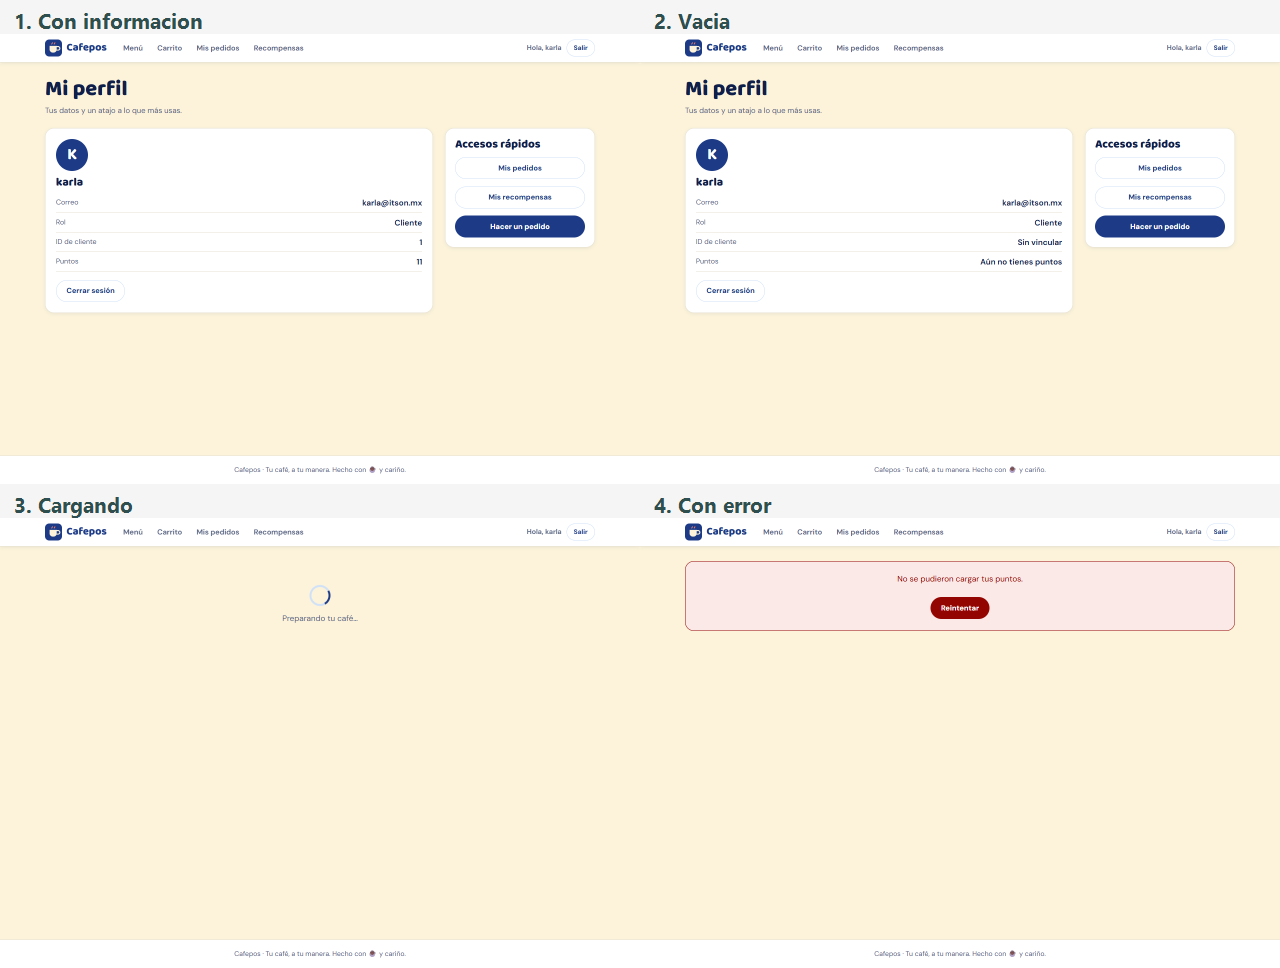 1. Con informacion
Cafepos Menú Carrito Mis pedidos Recompensas Hola, karla Salir
Mi perfil
Tus datos y un atajo a lo que más usas.
K
karla
Correo karla@itson.mx
Rol Cliente
ID de cliente 1
Puntos 11
Cerrar sesión
Accesos rápidos
Mis pedidos
Mis recompensas
Hacer un pedido
Cafepos · Tu café, a tu manera. Hecho con y cariño.
2. Vacia
Cafepos Menú Carrito Mis pedidos Recompensas Hola, karla Salir
Mi perfil
Tus datos y un atajo a lo que más usas.
K
karla
Correo karla@itson.mx
Rol Cliente
ID de cliente Sin vincular
Puntos Aún no tienes puntos
Cerrar sesión
Accesos rápidos
Mis pedidos
Mis recompensas
Hacer un pedido
Cafepos · Tu café, a tu manera. Hecho con y cariño.
3. Cargando
Cafepos Menú Carrito Mis pedidos Recompensas Hola, karla Salir
Preparando tu café…
Cafepos · Tu café, a tu manera. Hecho con y cariño.
4. Con error
Cafepos Menú Carrito Mis pedidos Recompensas Hola, karla Salir
No se pudieron cargar tus puntos.
Reintentar
Cafepos · Tu café, a tu manera. Hecho con y cariño.